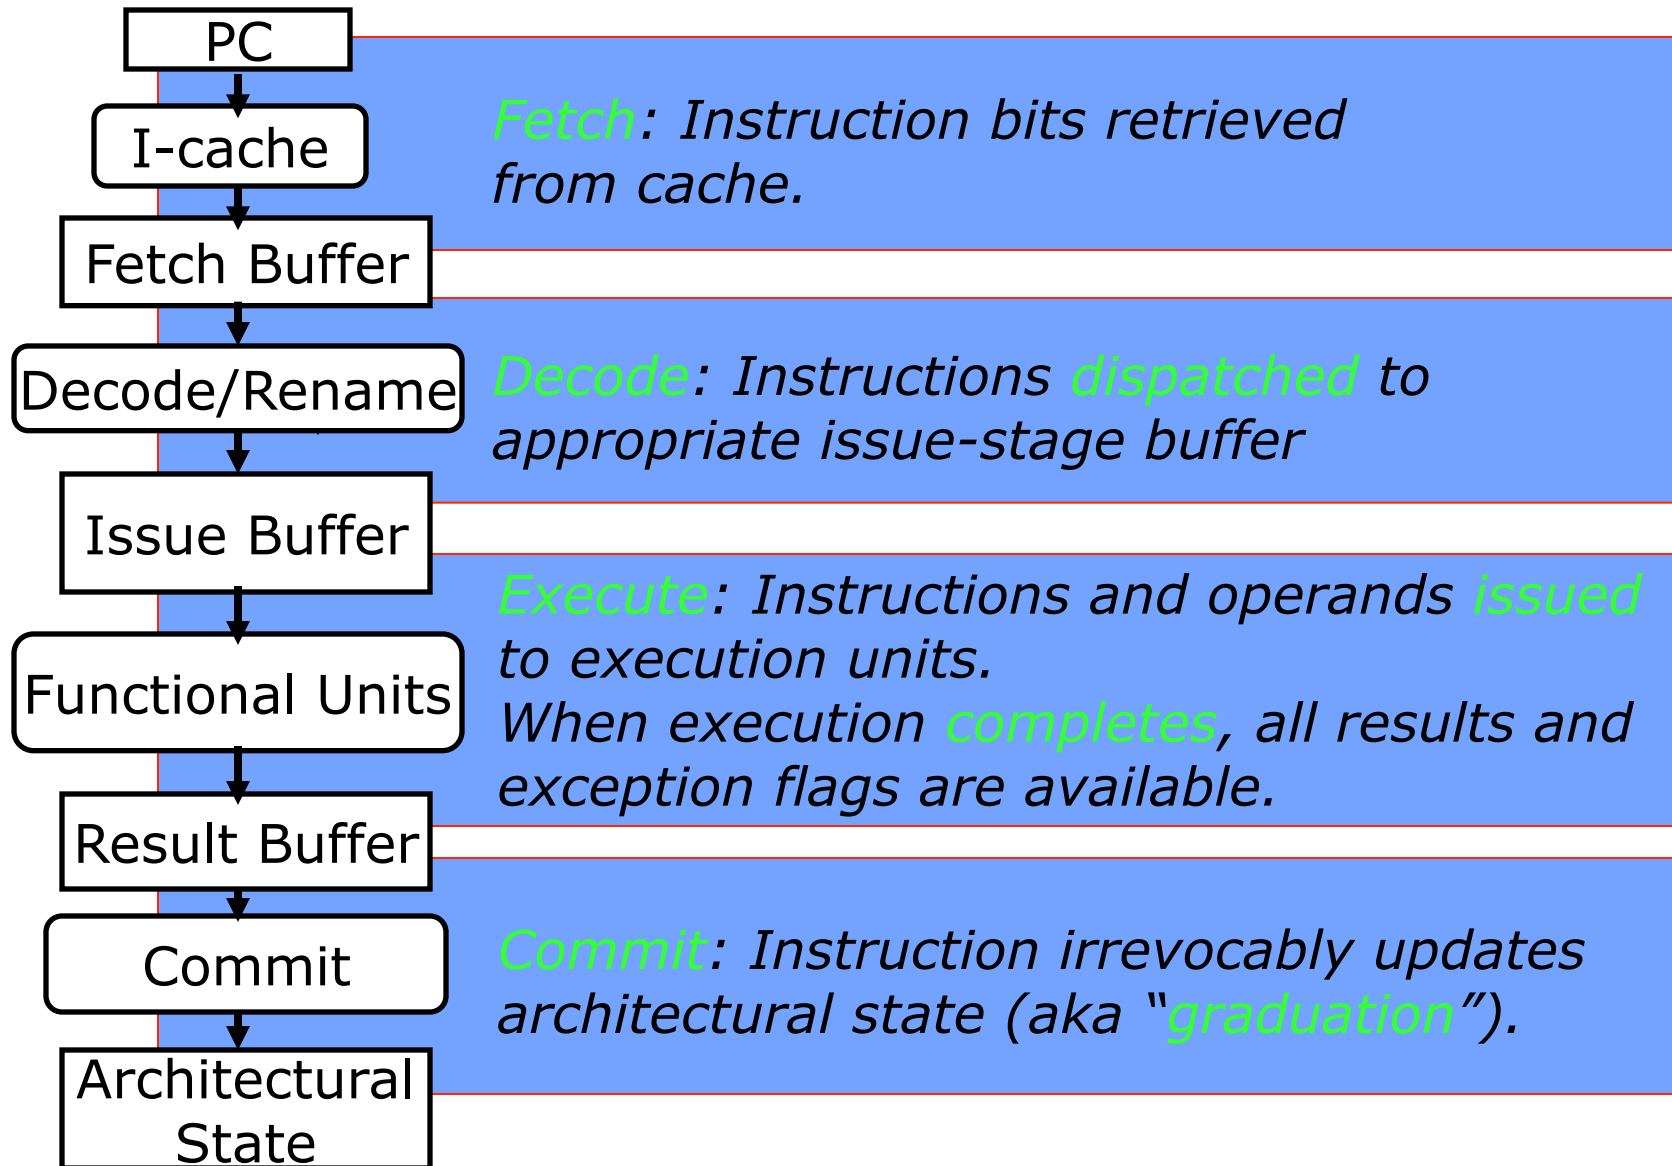 PC
I-cache
Fetch: Instruction bits retrieved
from cache.
Fetch Buffer
Decode/Rename
Decode: Instructions dispatched to
appropriate issue-stage buffer
Issue Buffer
Execute: Instructions and operands issued
to execution units.
When execution completes, all results and
exception flags are available.
Functional Units
Result Buffer
Commit
Commit: Instruction irrevocably updates
architectural state (aka “graduation”).
Architectural
State